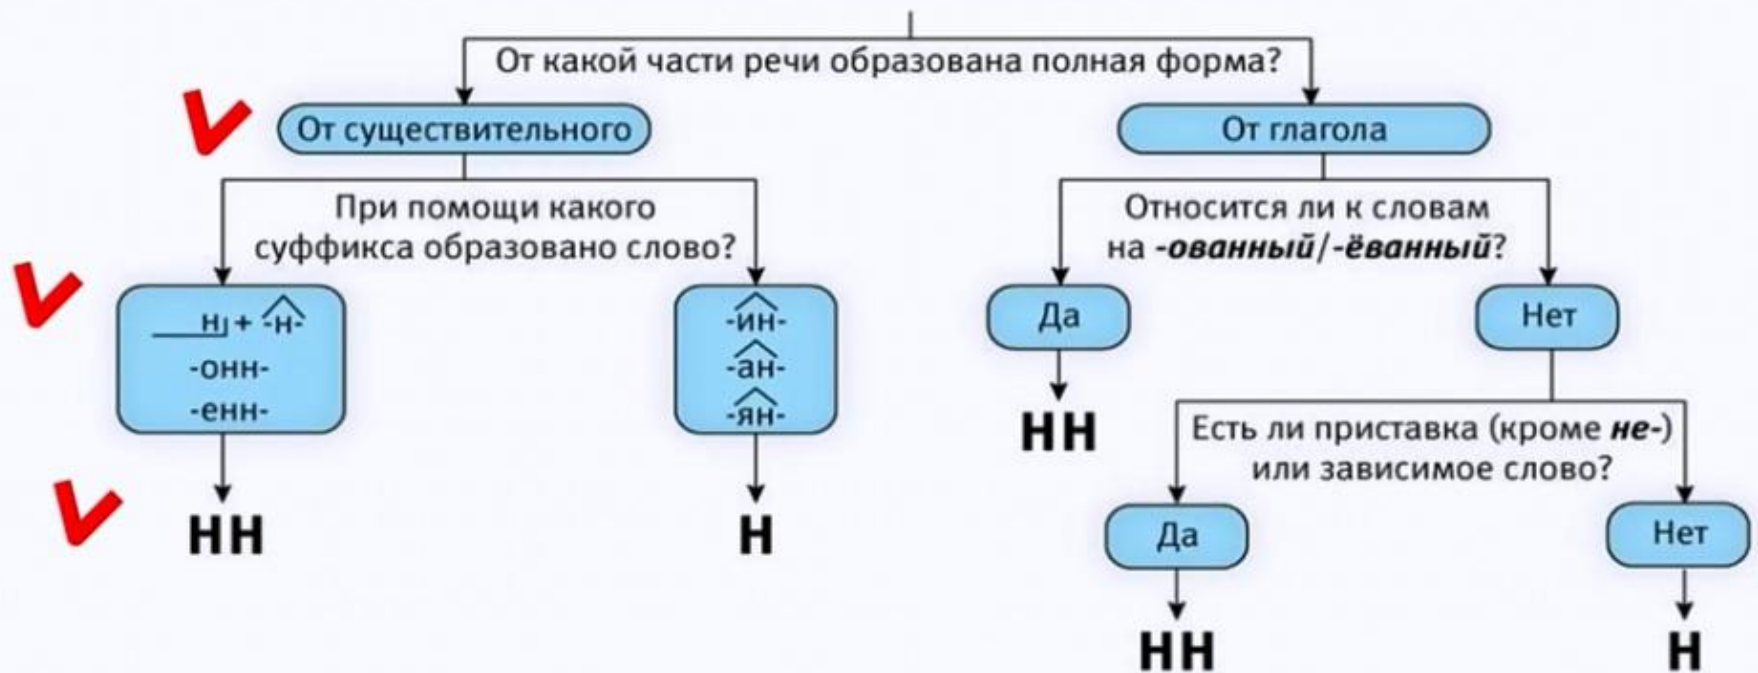 От какой части речи образована полная форма?
От существительного
От глагола
При помощи какого
суффикса образовано слово?
Относится ли к словам
на -ованный/-ёванный?
н + -н-
-онн-
-енн-
-ин-
-ан-
-ян-
Да
Нет
НН
Н
НН
Есть ли приставка (кроме не-)
или зависимое слово?
Да
Нет
НН
Н